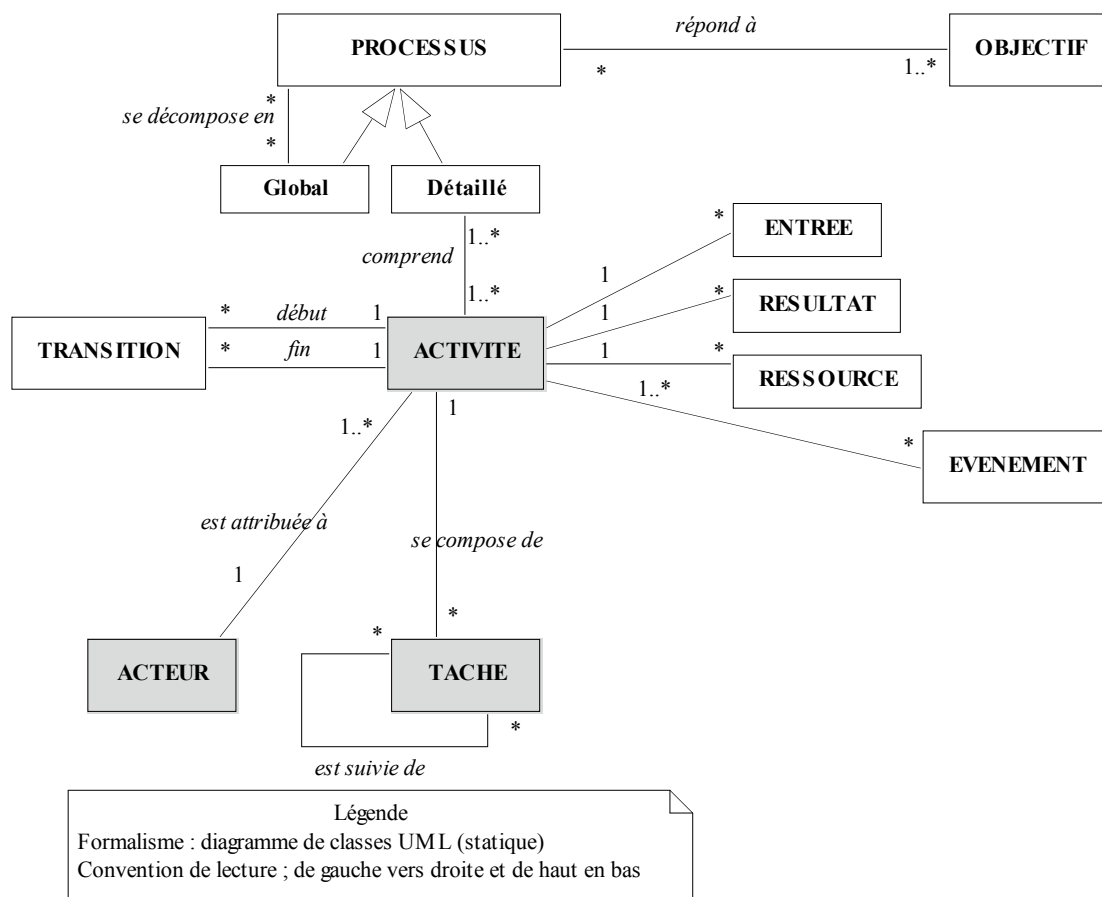 répond à
PROCESSUS
OBJECTIF
*
1..*
*
se décompose en
*
Global
Détaillé
1..*
comprend
1..*
*
ENTREE
1
*
RESULTAT
1
*
RESSOURCE
1
1..*
*
EVENEMENT
*
début
1
TRANSITION
*
fin
1
ACTIVITE
1..*
1
est attribuée à
se compose de
1
*
*
ACTEUR
TACHE
*
est suivie de
Légende
Formalisme : diagramme de classes UML (statique)
Convention de lecture ; de gauche vers droite et de haut en bas